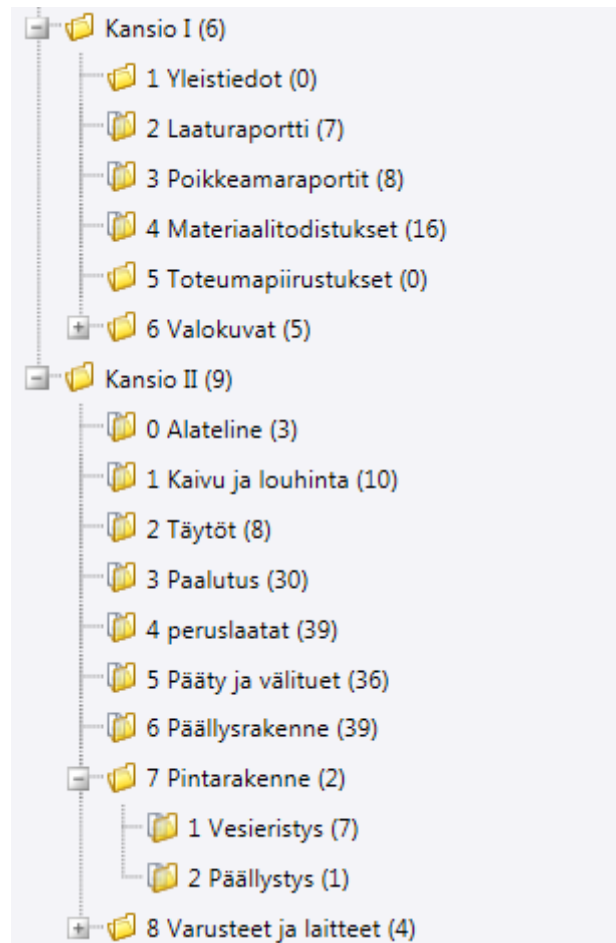 Kansio I (6)
1 Yleistiedot (0)
2 Laaturaportti (7)
3 Poikkeamaraportit (8)
4 Materiaalitodistukset (16)
5 Toteumapiirustukset (0)
6 Valokuvat (5)
Kansio II (9)
0 Alateline (3)
1 Kaivu ja louhinta (10)
2 Täytöt (8)
3 Paalutus (30)
4 peruslaatat (39)
5 Pääty ja välituet (36)
6 Päällysrakenne (39)
7 Pintarakenne (2)
1 Vesieristys (7)
2 Päällystys (1)
8 Varusteet ja laitteet (4)